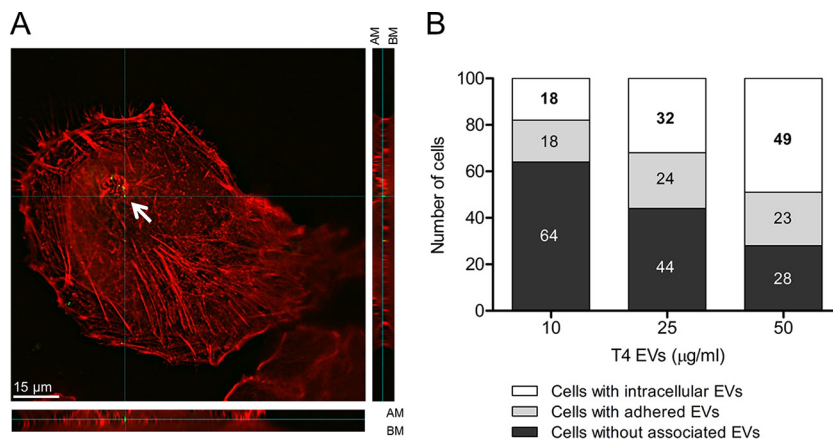 A
AM
BM
15 μm
AM
BM
B
Number of cells
100
80
60
40
20
0
18
18
64
32
24
44
49
23
28
10
25
50
T4 EVs (μg/ml)
Cells with intracellular EVs
Cells with adhered EVs
Cells without associated EVs